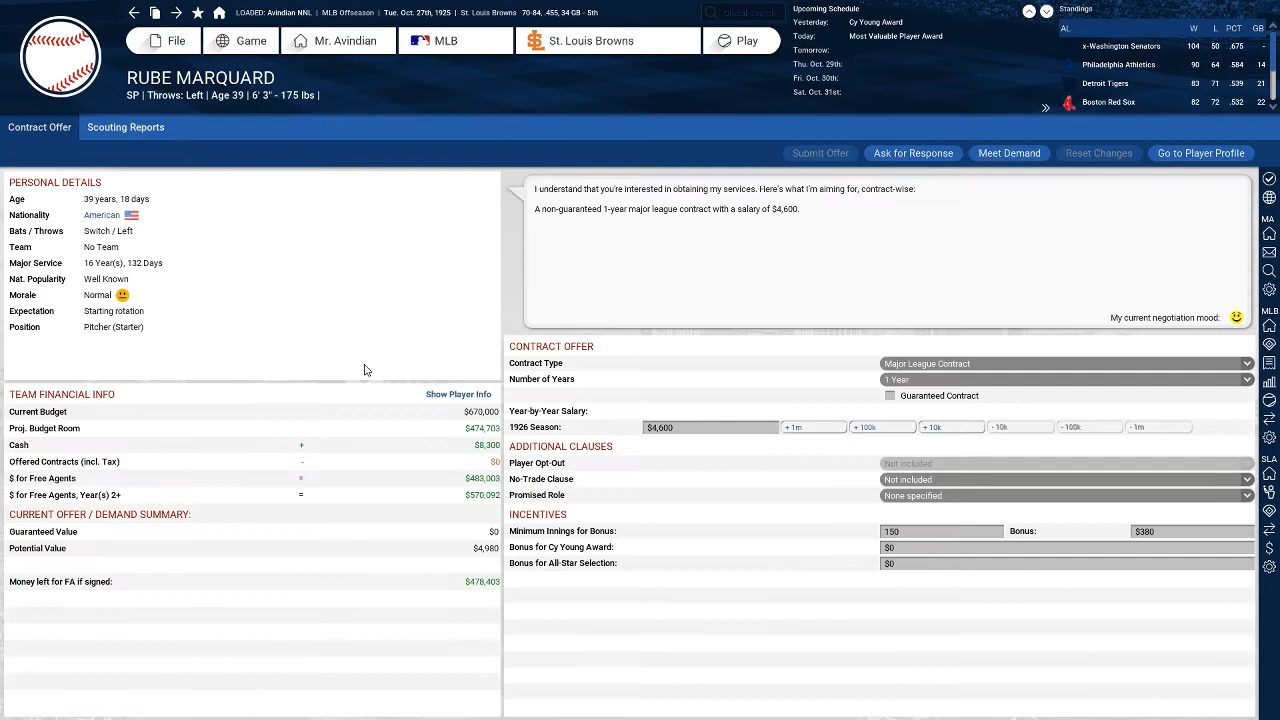 LOADED: Avindian NNL | MLB Offseason | Tue. Oct. 27th, 1925 | St. Louis Browns 70-84, .455, 34 GB - 5th
Global Search
File
Game
Mr. Avindian
MLB
St. Louis Browns
Play
RUBE MARQUARD
SP | Throws: Left | Age 39 | 6' 3" - 175 lbs |
Upcoming Schedule
Yesterday: Cy Young Award
Today: Most Valuable Player Award
Tomorrow:
Thu. Oct. 29th:
Fri. Oct. 30th:
Sat. Oct. 31st:
Standings
AL W L PCT GB
x-Washington Senators 104 50 .675 -
Philadelphia Athletics 90 64 .584 14
Detroit Tigers 83 71 .539 21
Boston Red Sox 82 72 .532 22
Contract Offer
Scouting Reports
Submit Offer
Ask for Response
Meet Demand
Reset Changes
Go to Player Profile
PERSONAL DETAILS
Age 39 years, 18 days
Nationality American
Bats / Throws Switch / Left
Team No Team
Major Service 16 Year(s), 132 Days
Nat. Popularity Well Known
Morale Normal
Expectation Starting rotation
Position Pitcher (Starter)
TEAM FINANCIAL INFO Show Player Info
Current Budget $670,000
Proj. Budget Room $474,703
Cash + $8,300
Offered Contracts (incl. Tax) - $0
$ for Free Agents = $483,003
$ for Free Agents, Year(s) 2+ = $570,092
CURRENT OFFER / DEMAND SUMMARY:
Guaranteed Value $0
Potential Value $4,980
Money left for FA if signed: $478,403
I understand that you're interested in obtaining my services. Here's what I'm aiming for, contract-wise:
A non-guaranteed 1-year major league contract with a salary of $4,600.
My current negotiation mood:
CONTRACT OFFER
Contract Type Major League Contract
Number of Years 1 Year
Guaranteed Contract
Year-by-Year Salary:
1926 Season: $4,600 + 1m + 100k + 10k - 10k - 100k - 1m
ADDITIONAL CLAUSES
Player Opt-Out Not included
No-Trade Clause Not included
Promised Role None specified
INCENTIVES
Minimum Innings for Bonus: 150 Bonus: $380
Bonus for Cy Young Award: $0
Bonus for All-Star Selection: $0
MA
MLB
SLA